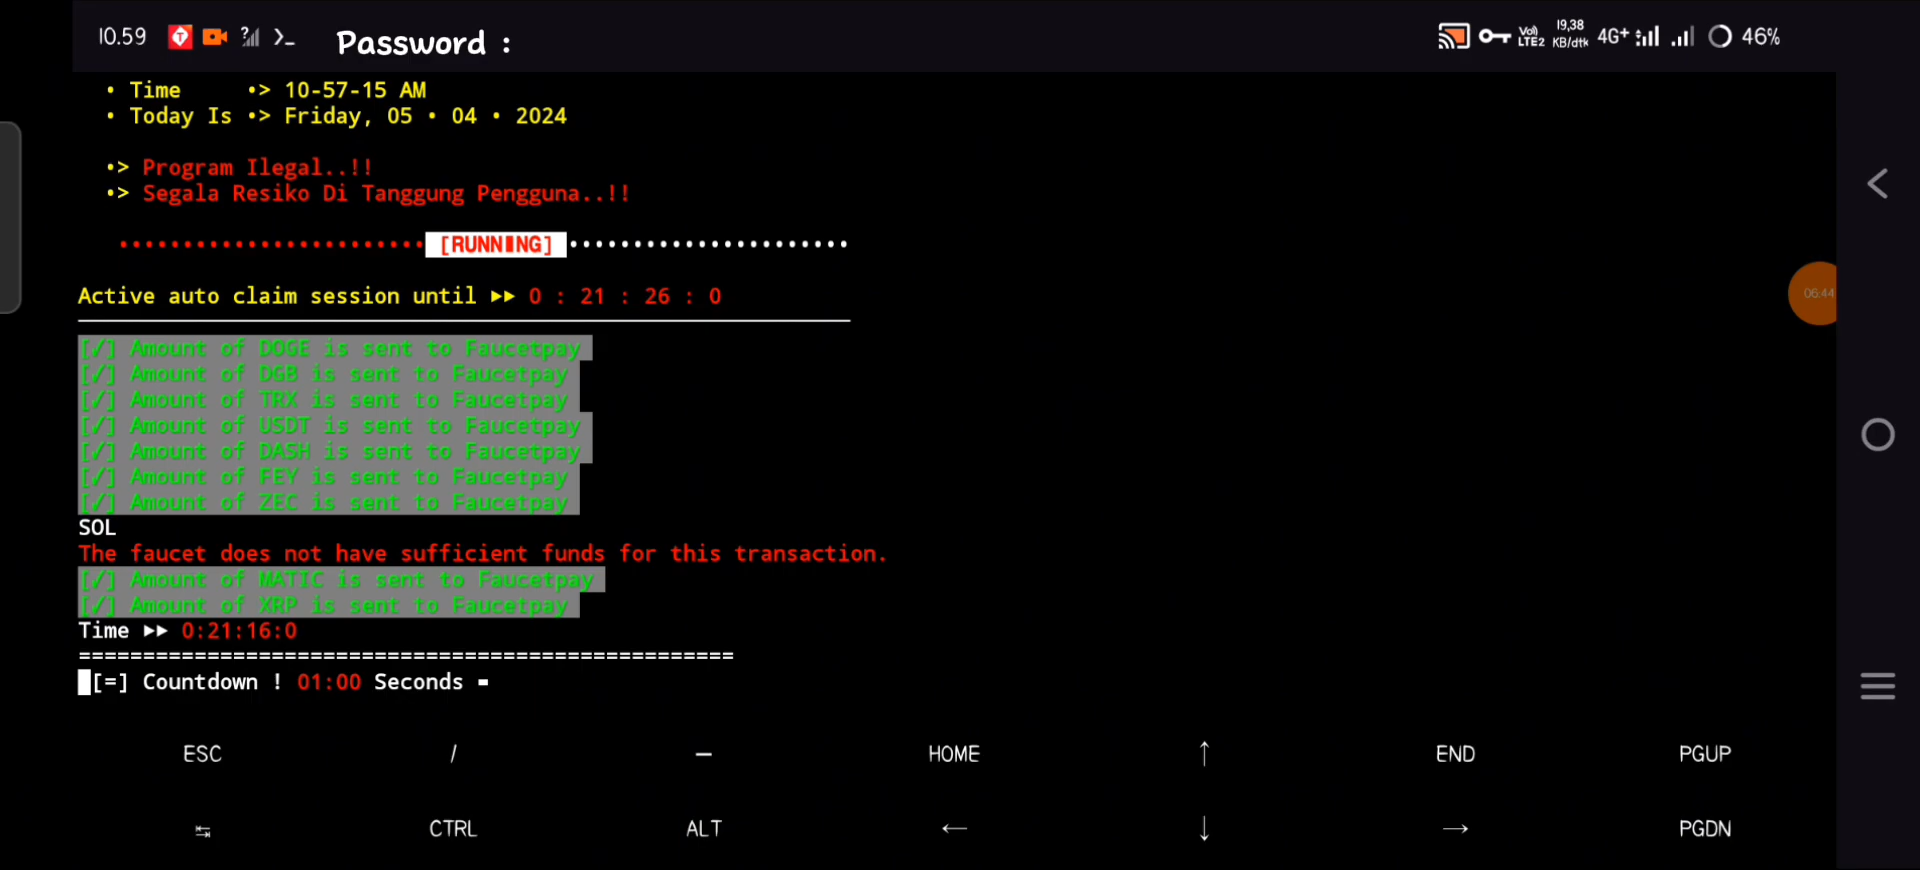 10.59 Password : Vo) LTE2 19,38 KB/dtk 4G+ 46%
• Time •> 10-57-15 AM
• Today Is •> Friday, 05 • 04 • 2024
•> Program Ilegal..!!
•> Segala Resiko Di Tanggung Pengguna..!!
[RUNNING]
Active auto claim session until ►► 0 : 21 : 26 : 0
06:44
[√] Amount of DOGE is sent to Faucetpay
[√] Amount of DGB is sent to Faucetpay
[√] Amount of TRX is sent to Faucetpay
[√] Amount of USDT is sent to Faucetpay
[√] Amount of DASH is sent to Faucetpay
[√] Amount of FEY is sent to Faucetpay
[√] Amount of ZEC is sent to Faucetpay
SOL
The faucet does not have sufficient funds for this transaction.
[√] Amount of MATIC is sent to Faucetpay
[√] Amount of XRP is sent to Faucetpay
Time ►► 0:21:16:0
===================================================
[=] Countdown ! 01:00 Seconds -
ESC / — HOME ↑ END PGUP
↹ CTRL ALT ← ↓ → PGDN